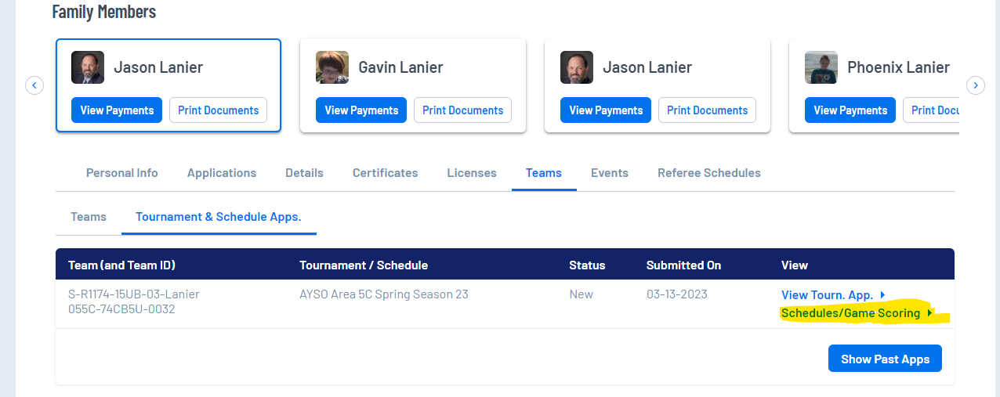 Family Members
Jason Lanier
Gavin Lanier
Jason Lanier
Phoenix Lanier
View Payments Print Documents
View Payments Print Documents
View Payments Print Documents
View Payments Print Docu
Personal Info Applications Details Certificates Licenses Teams Events Referee Schedules
Teams Tournament & Schedule Apps.
Team (and Team ID) Tournament / Schedule Status Submitted On View
S-R1174-15UB-03-Lanier AYSO Area 5C Spring Season 23 New 03-13-2023 View Tourn. App.
055C-74CB5U-0032 Schedules/Game Scoring
Show Past Apps